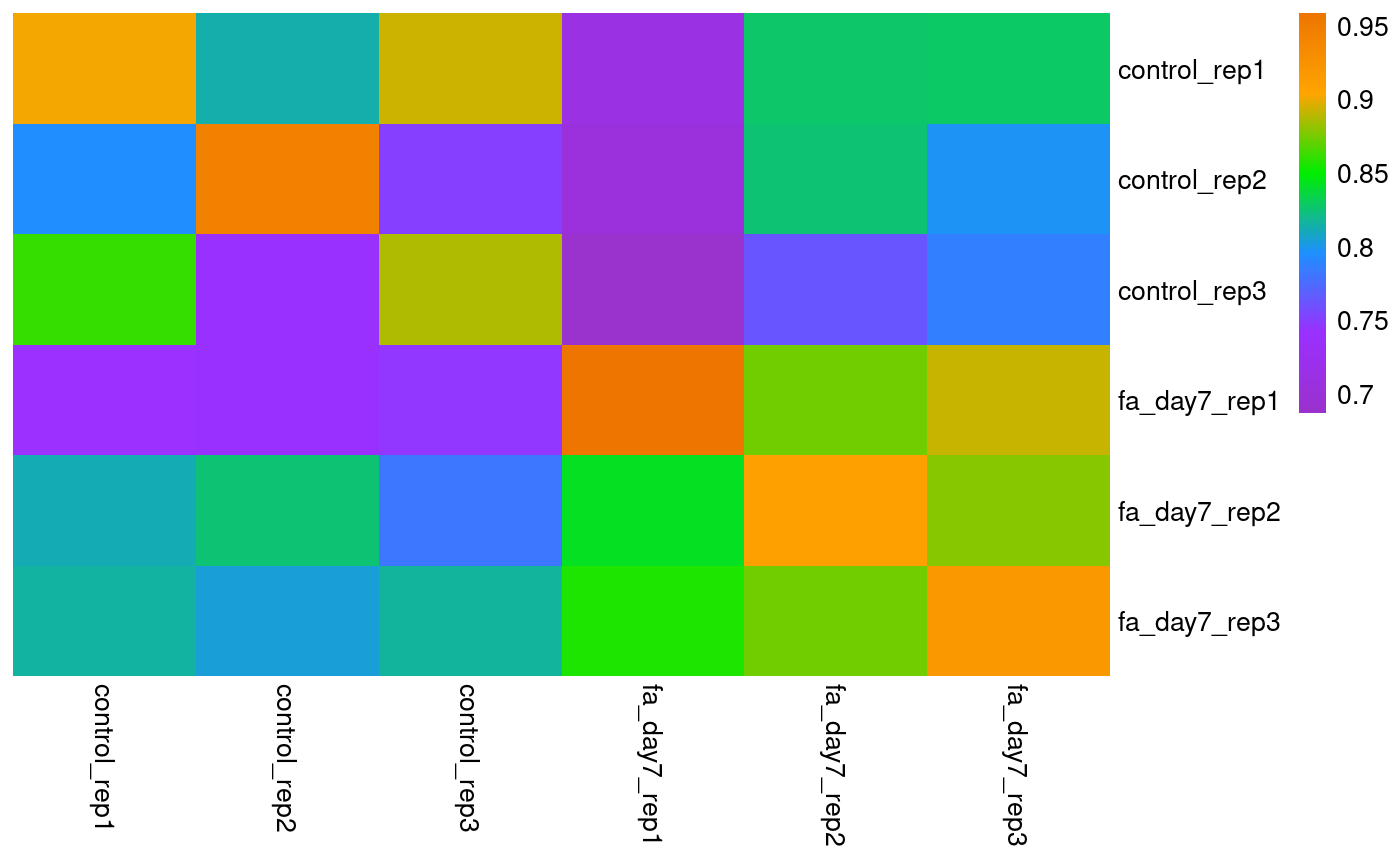 control_rep1
control_rep2
control_rep3
fa_day7_rep1
fa_day7_rep2
fa_day7_rep3
0.95
0.9
0.85
0.8
0.75
0.7
control_rep1
control_rep2
control_rep3
fa_day7_rep1
fa_day7_rep2
fa_day7_rep3